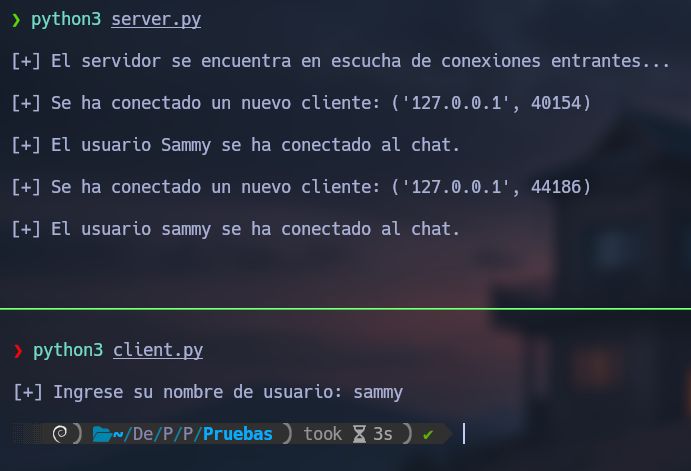 ❯ python3 server.py
[+] El servidor se encuentra en escucha de conexiones entrantes...
[+] Se ha conectado un nuevo cliente: ('127.0.0.1', 40154)
[+] El usuario Sammy se ha conectado al chat.
[+] Se ha conectado un nuevo cliente: ('127.0.0.1', 44186)
[+] El usuario sammy se ha conectado al chat.
❯ python3 client.py
[+] Ingrese su nombre de usuario: sammy
~/De/P/P/Pruebas ) took ⏳ 3s ) ✔